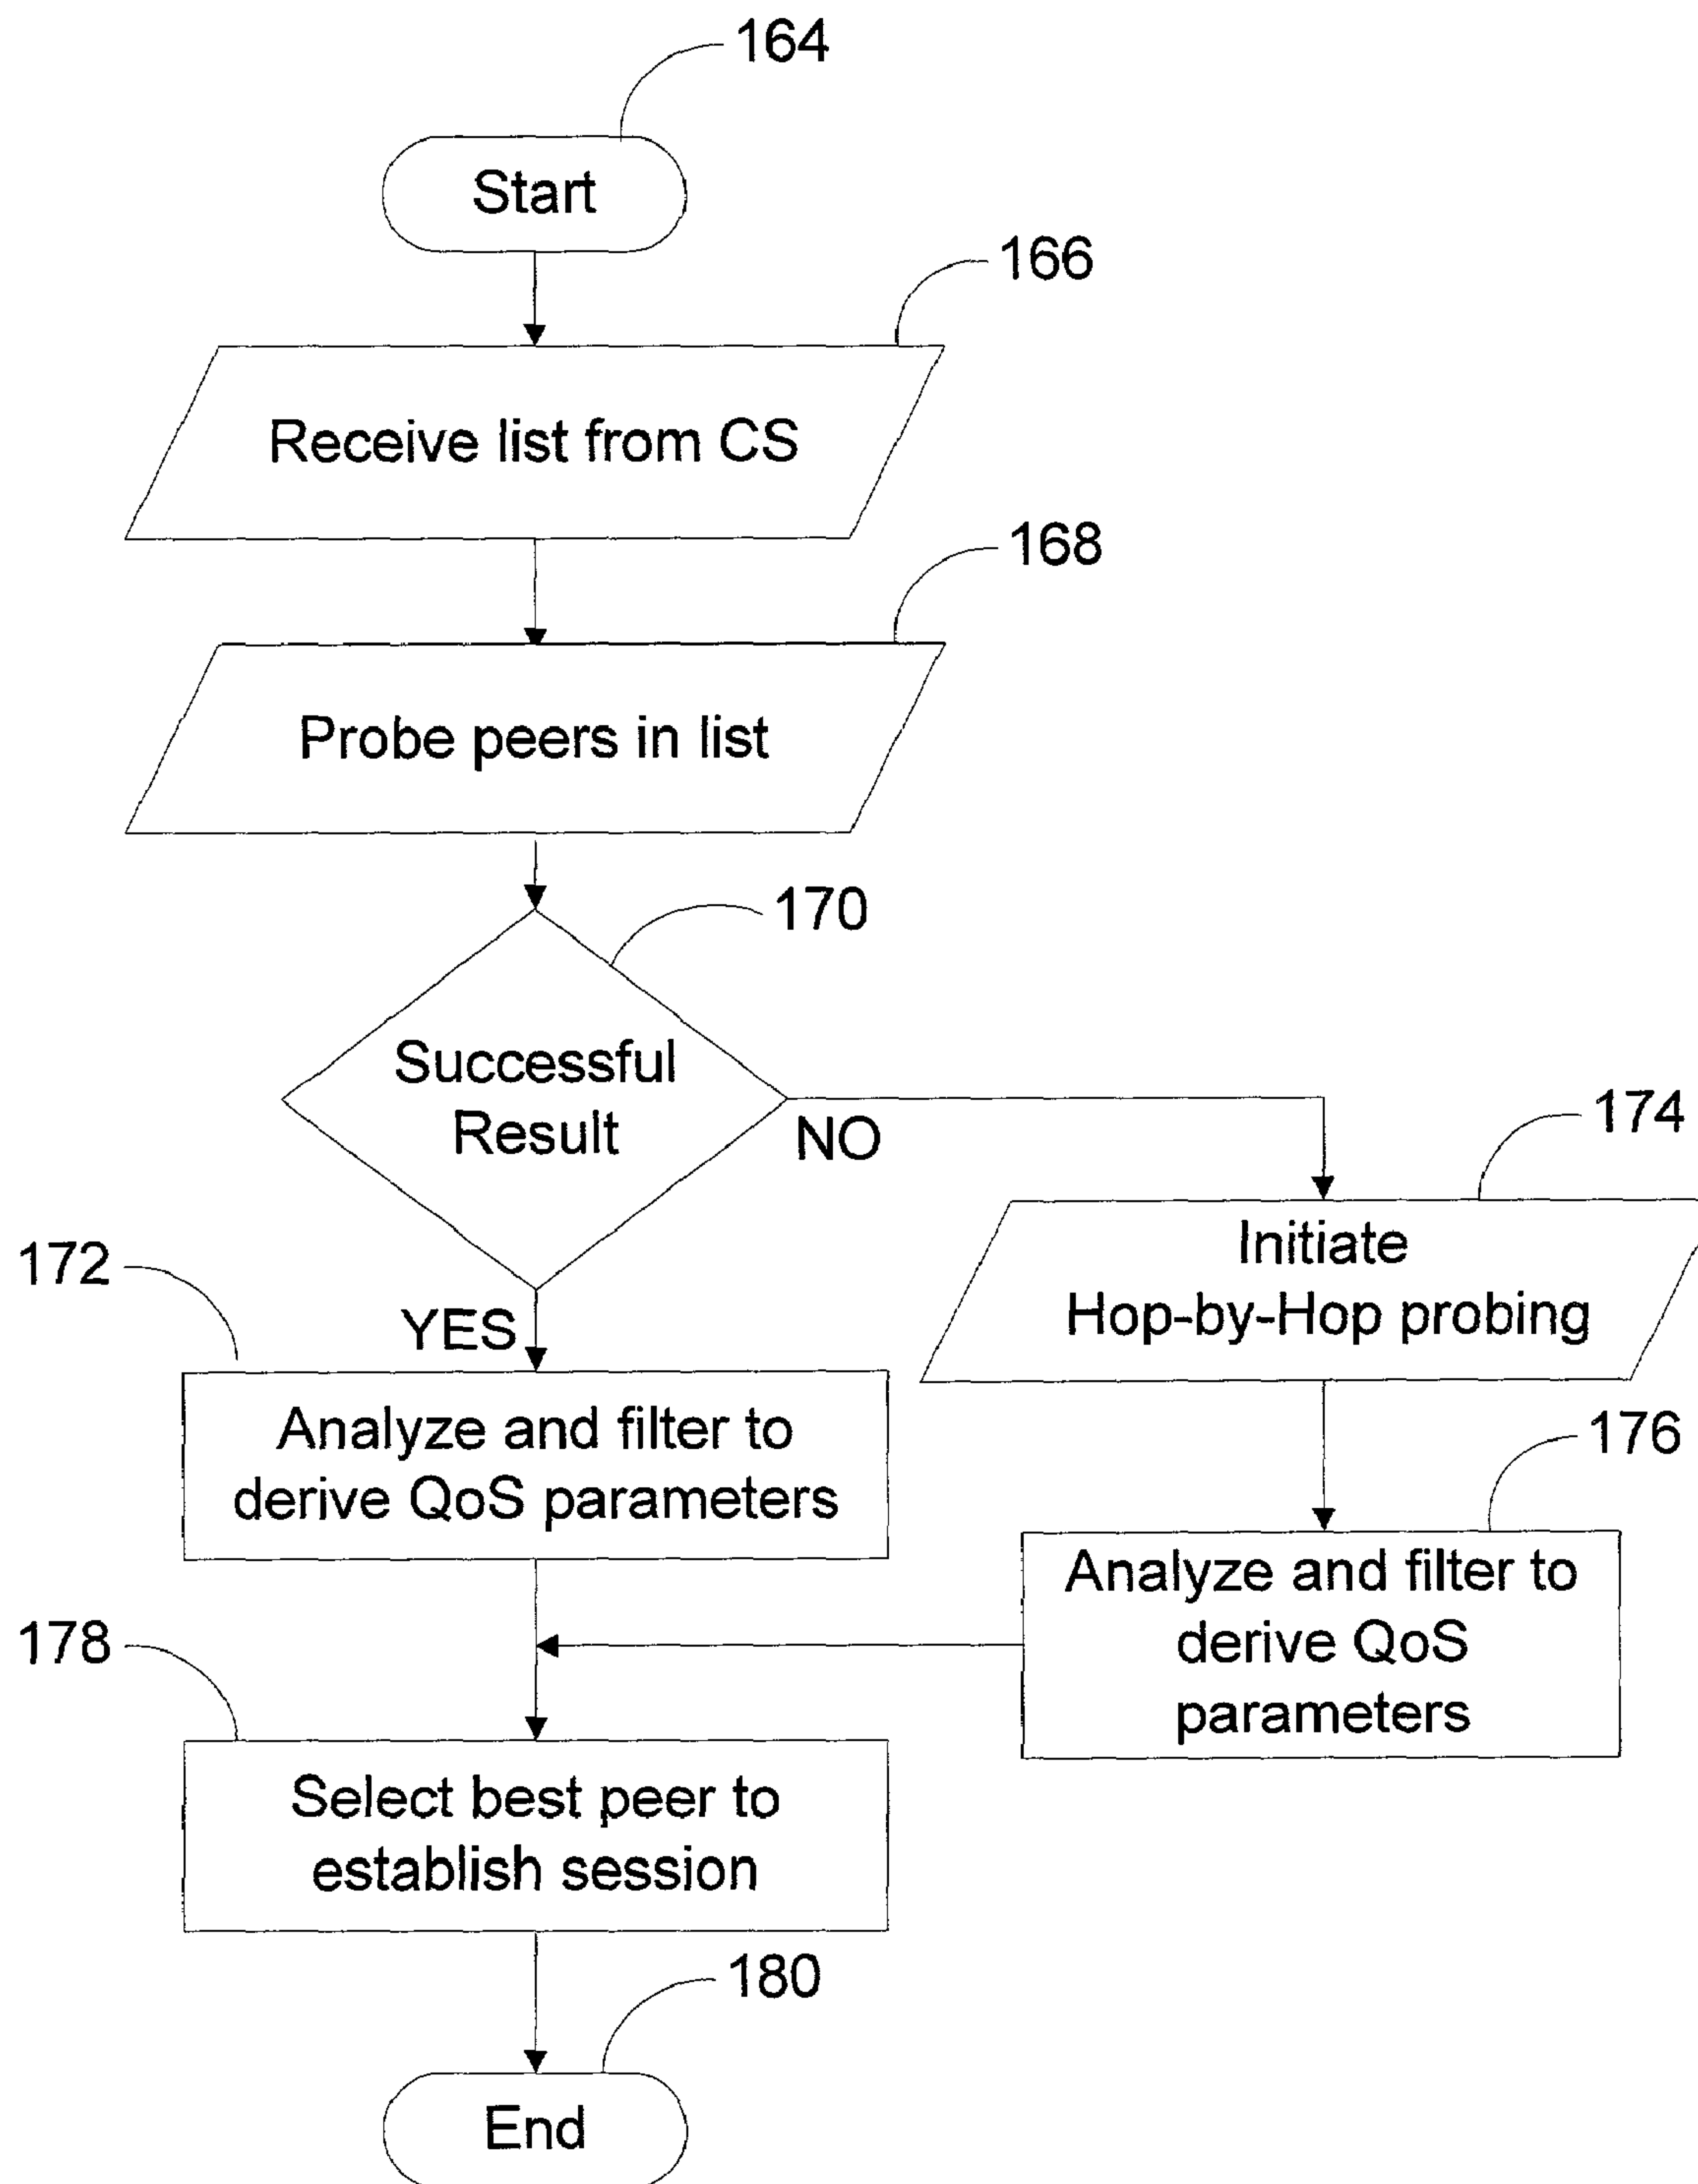 164
Start
166
Receive list from CS
168
Probe peers in list
170
Successful
Result
NO
174
Initiate
Hop-by-Hop probing
172
YES
Analyze and filter to
derive QoS parameters
176
Analyze and filter to
derive QoS
parameters
178
Select best peer to
establish session
180
End